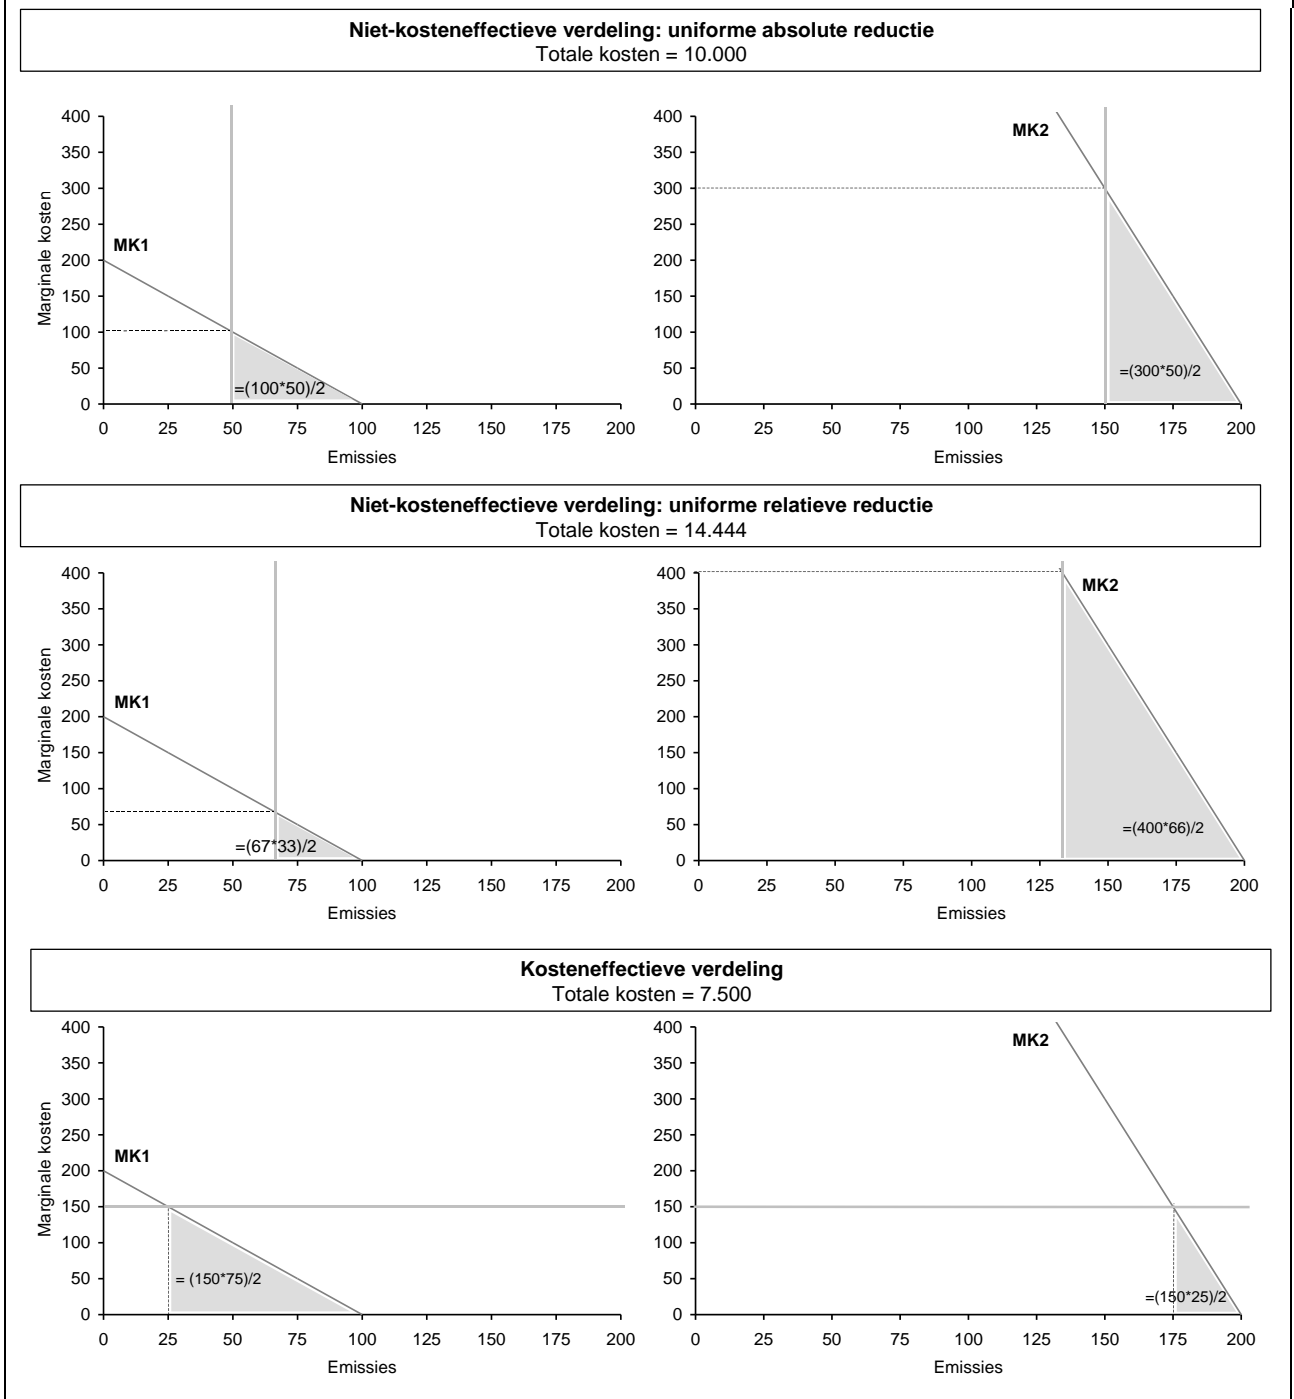 Niet-kosteneffectieve verdeling: uniforme absolute reductie
Totale kosten = 10.000
Marginale kosten
400
350
300
250
200
150
100
50
0
MK1
=(100*50)/2
0 25 50 75 100 125 150 175 200
Emissies
400
350
300
250
200
150
100
50
0
MK2
=(300*50)/2
0 25 50 75 100 125 150 175 200
Emissies
Niet-kosteneffectieve verdeling: uniforme relatieve reductie
Totale kosten = 14.444
Marginale kosten
400
350
300
250
200
150
100
50
0
MK1
=(67*33)/2
0 25 50 75 100 125 150 175 200
Emissies
400
350
300
250
200
150
100
50
0
MK2
=(400*66)/2
0 25 50 75 100 125 150 175 200
Emissies
Kosteneffectieve verdeling
Totale kosten = 7.500
Marginale kosten
400
350
300
250
200
150
100
50
0
MK1
= (150*75)/2
0 25 50 75 100 125 150 175 200
Emissies
400
350
300
250
200
150
100
50
0
MK2
=(150*25)/2
0 25 50 75 100 125 150 175 200
Emissies